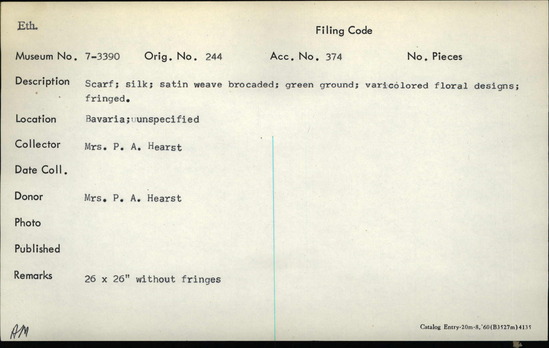 Eth.
Filing Code
Museum No. 7-3390 Orig. No. 244 Acc. No. 374 No. Pieces
Description Scarf; silk; satin weave brocaded; green ground; varicolored floral designs;
fringed.
Location Bavaria; unspecified
Collector Mrs. P. A. Hearst
Date Coll.
Donor Mrs. P. A. Hearst
Photo
Published
Remarks 26 x 26" without fringes
AM
Catalog Entry-20m-8,'60(B3527m)4135